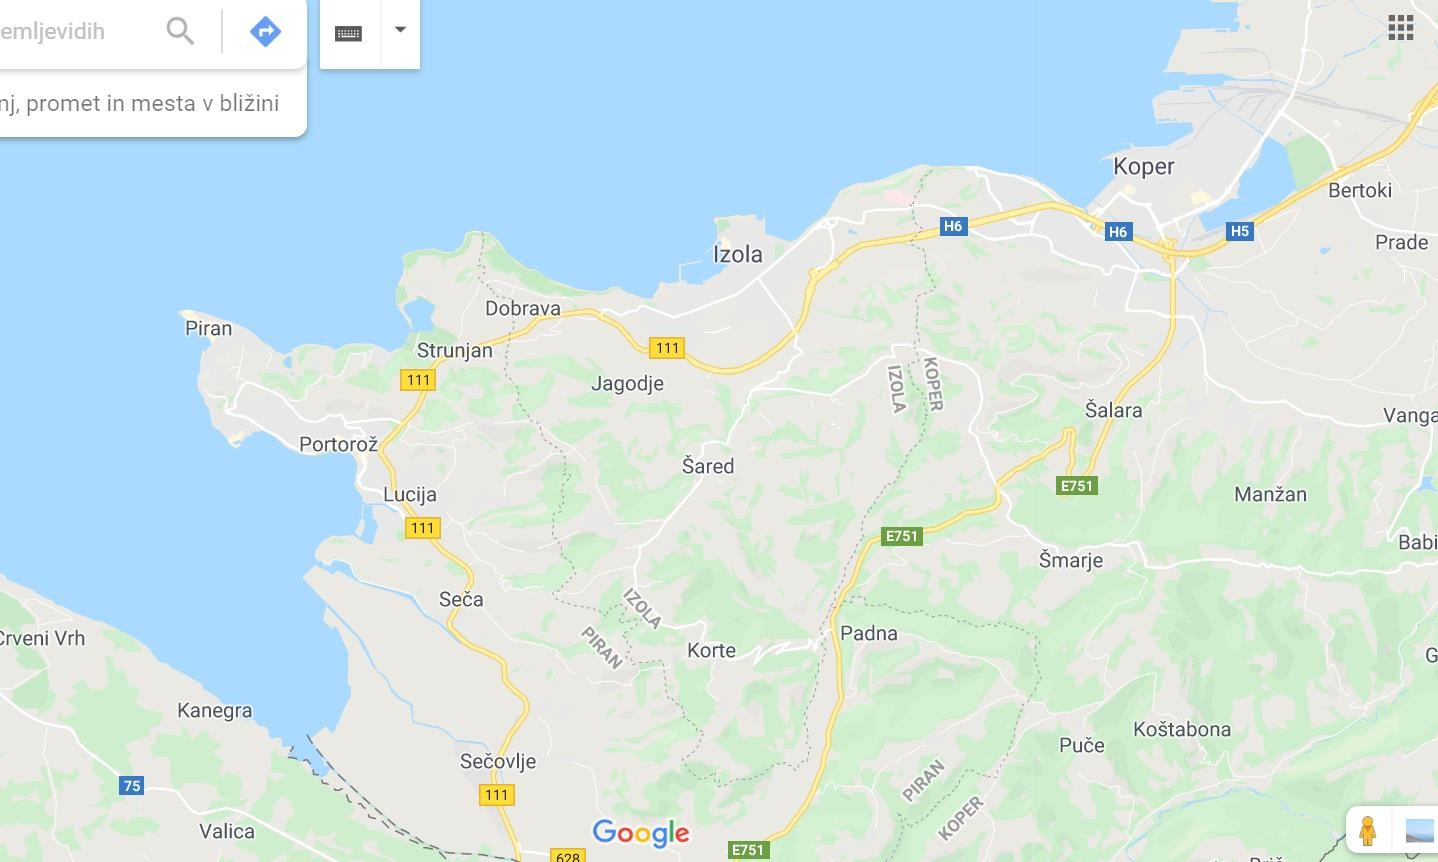 emljevidih
nj, promet in mesta v bližini
Koper
Bertoki
H6
H6
H5
Izola
Prade
Dobrava
Piran
Strunjan
111
111
Jagodje
IZOLA
KOPER
Šalara
Vanga
Portorož
Šared
Lucija
E751
Manžan
111
E751
Babi
Šmarje
Seča
IZOLA
PIRAN
Crveni Vrh
Korte
Padna
G
Kanegra
Koštabona
Puče
Sečovlje
75
111
PIRAN
KOPER
Valica
Google
E751
628